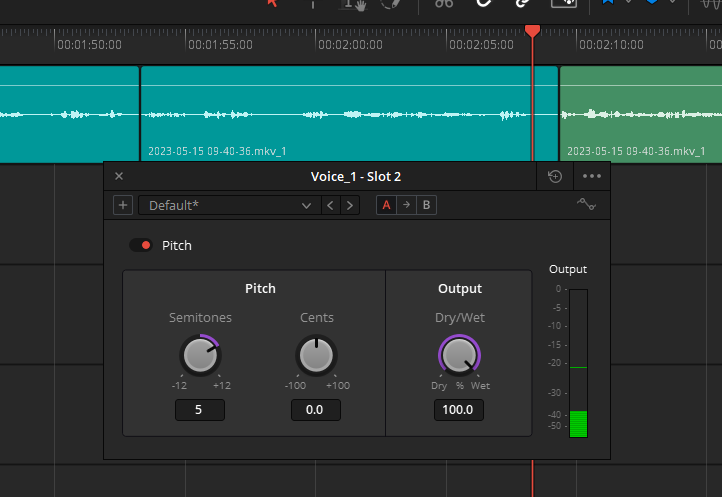 00:01:50:00 00:01:55:00 00:02:00:00 00:02:05:00 00:02:10:00 00
2023-05-15 09-40-36.mkv_1 2023-05-15 09-40-36.mkv_1
Voice_1 - Slot 2
Default* A B
Pitch
Pitch Output Output
Semitones Cents Dry/Wet
-12 +12 -100 +100 Dry % Wet
5 0.0 100.0
0
-5
-10
-15
-20
-30
-40
-50